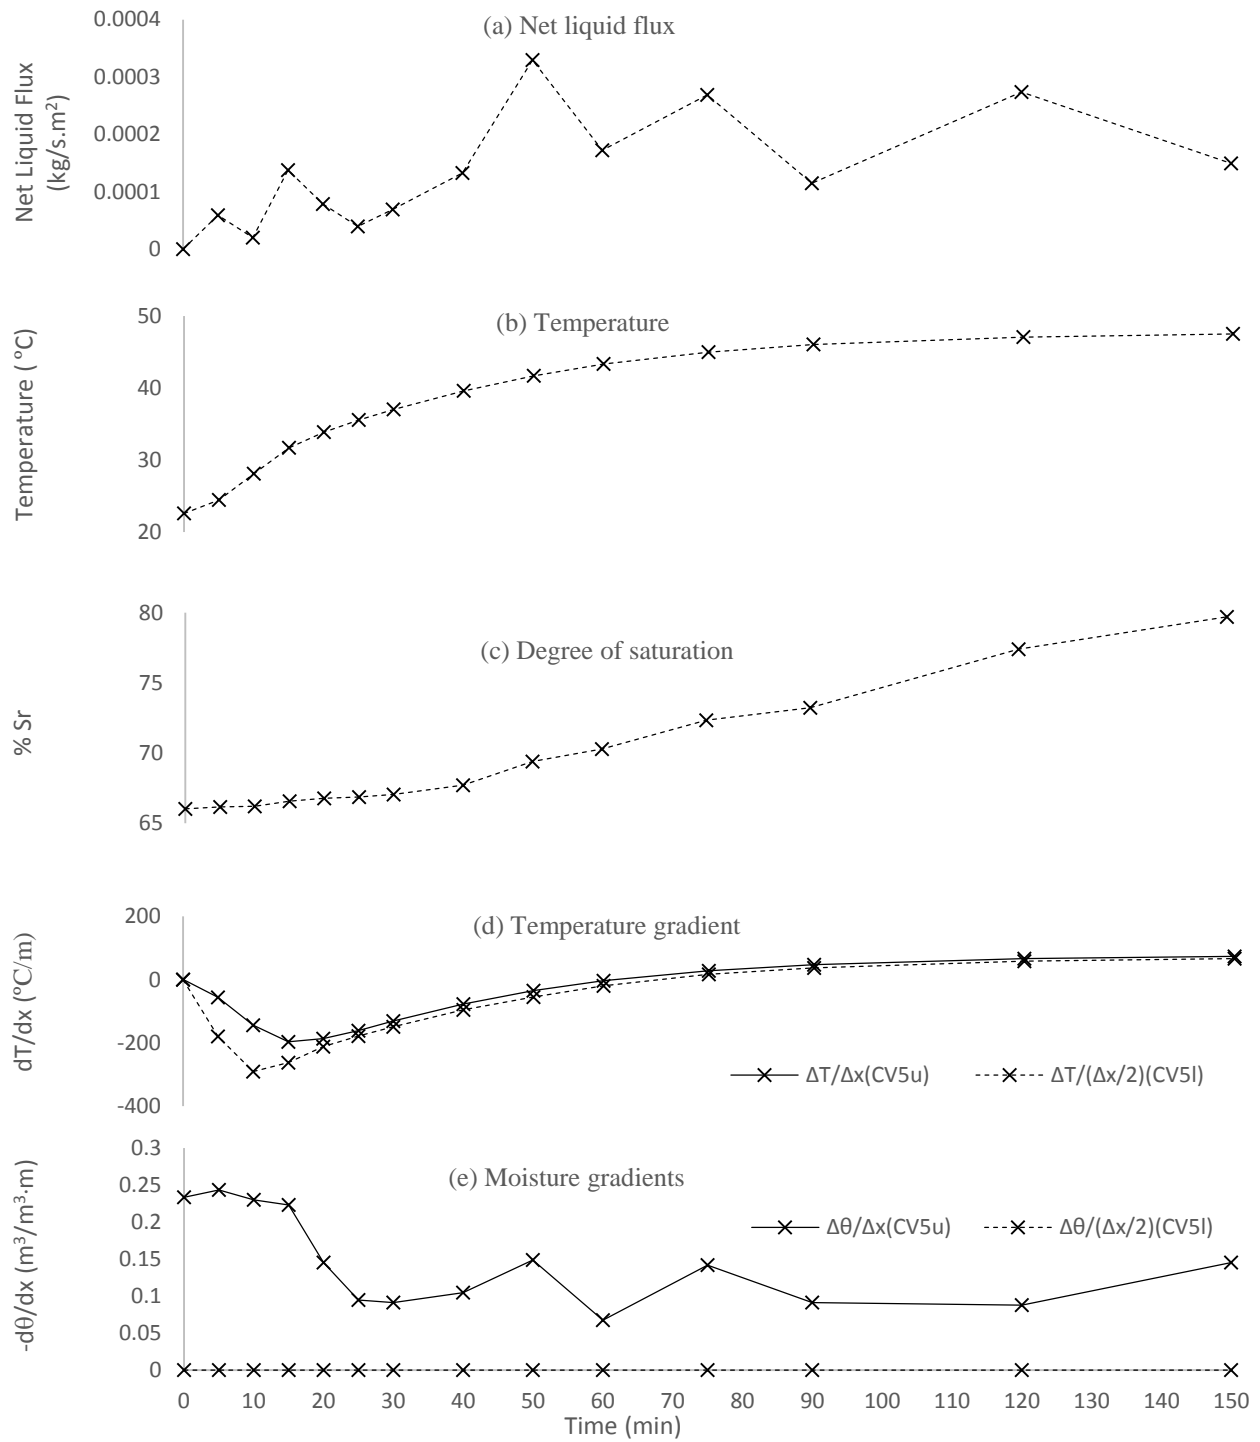 (a) Net liquid flux
Net Liquid Flux
(kg/s.m²)
0.0004
0.0003
0.0002
0.0001
0
(b) Temperature
Temperature ( °C)
50
40
30
20
(c) Degree of saturation
% Sr
80
75
70
65
(d) Temperature gradient
dT/dx (°C/m)
200
0
-200
-400
ΔT/Δx(CV5u)
ΔT/(Δx/2)(CV5l)
(e) Moisture gradients
-dθ/dx (m³/m³·m)
0.3
0.25
0.2
0.15
0.1
0.05
0
Δθ/Δx(CV5u)
Δθ/(Δx/2)(CV5l)
0 10 20 30 40 50 60 70 80 90 100 110 120 130 140 150
Time (min)